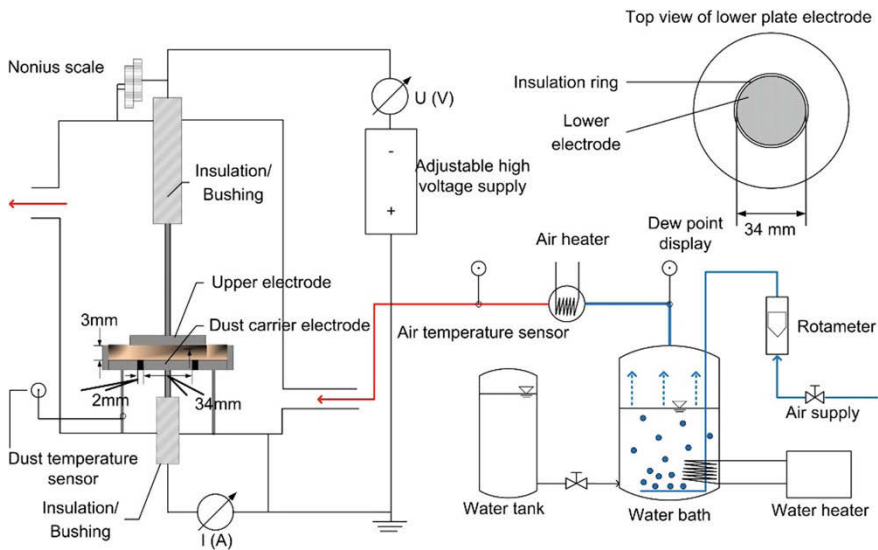 Top view of lower plate electrode
Nonius scale
U (V)
Insulation ring
Lower
electrode
34 mm
Insulation/
Bushing
-
+
Adjustable high
voltage supply
Air heater
Dew point
display
Upper electrode
Dust carrier electrode
3mm
Air temperature sensor
Rotameter
2mm
34mm
Air supply
Dust temperature
sensor
Insulation/
Bushing
I (A)
Water tank
Water bath
Water heater